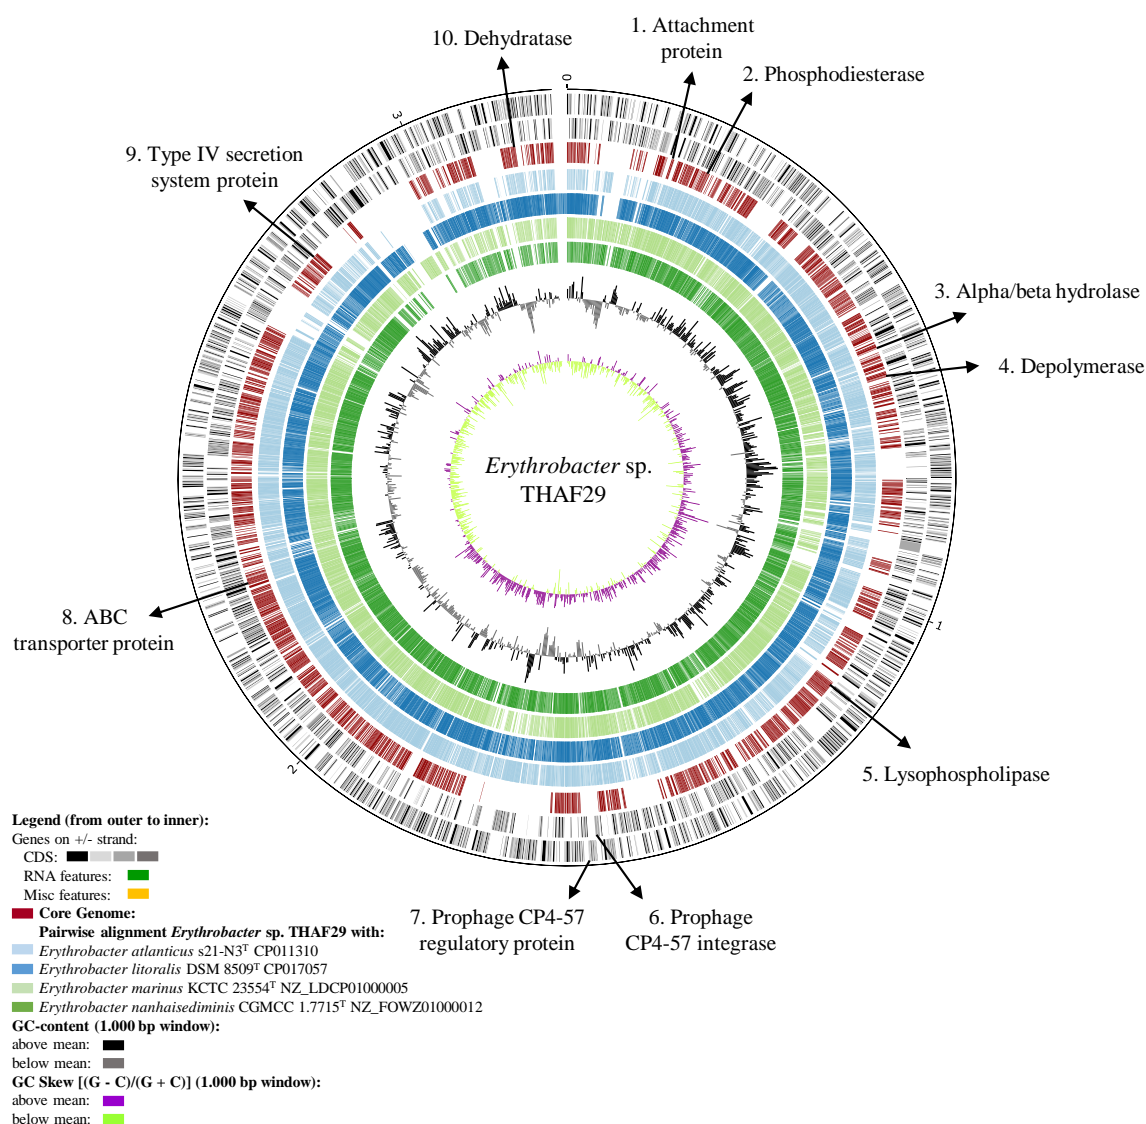 1. Attachment
protein
10. Dehydratase
2. Phosphodiesterase
0
3
9. Type IV secretion
system protein
3. Alpha/beta hydrolase
4. Depolymerase
Erythrobacter sp.
THAF29
8. ABC
transporter protein
1
5. Lysophospholipase
2
7. Prophage CP4-57
regulatory protein
6. Prophage
CP4-57 integrase
Legend (from outer to inner):
Genes on +/- strand:
CDS:
RNA features:
Misc features:
Core Genome:
Pairwise alignment Erythrobacter sp. THAF29 with:
Erythrobacter atlanticus s21-N3ᵀ CP011310
Erythrobacter litoralis DSM 8509ᵀ CP017057
Erythrobacter marinus KCTC 23554ᵀ NZ_LDCP01000005
Erythrobacter nanhaisediminis CGMCC 1.7715ᵀ NZ_FOWZ01000012
GC-content (1.000 bp window):
above mean:
below mean:
GC Skew [(G - C)/(G + C)] (1.000 bp window):
above mean:
below mean: